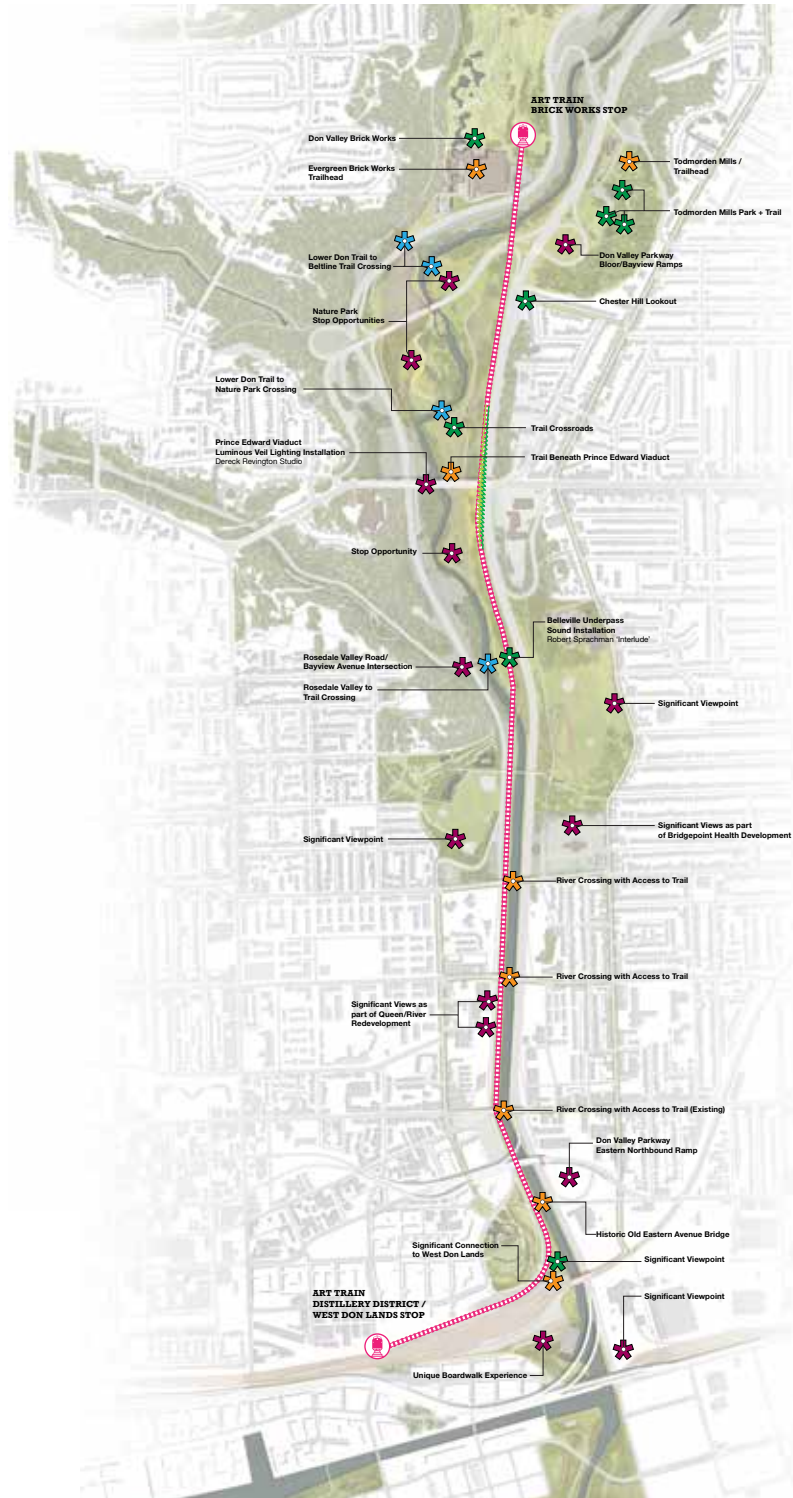 ART TRAIN
BRICK WORKS STOP
Don Valley Brick Works
Evergreen Brick Works
Trailhead
Todmorden Mills /
Trailhead
Todmorden Mills Park + Trail
Lower Don Trail to
Beltline Trail Crossing
Don Valley Parkway
Bloor/Bayview Ramps
Nature Park
Stop Opportunities
Chester Hill Lookout
Lower Don Trail to
Nature Park Crossing
Trail Crossroads
Prince Edward Viaduct
Luminous Veil Lighting Installation
Dereck Revington Studio
Trail Beneath Prince Edward Viaduct
Stop Opportunity
Belleville Underpass
Sound Installation
Robert Sprachman 'Interlude'
Rosedale Valley Road/
Bayview Avenue Intersection
Rosedale Valley to
Trail Crossing
Significant Viewpoint
Significant Views as part
of Bridgepoint Health Development
Significant Viewpoint
River Crossing with Access to Trail
River Crossing with Access to Trail
Significant Views as
part of Queen/River
Redevelopment
River Crossing with Access to Trail (Existing)
Don Valley Parkway
Eastern Northbound Ramp
Historic Old Eastern Avenue Bridge
Significant Connection
to West Don Lands
Significant Viewpoint
ART TRAIN
DISTILLERY DISTRICT /
WEST DON LANDS STOP
Significant Viewpoint
Unique Boardwalk Experience